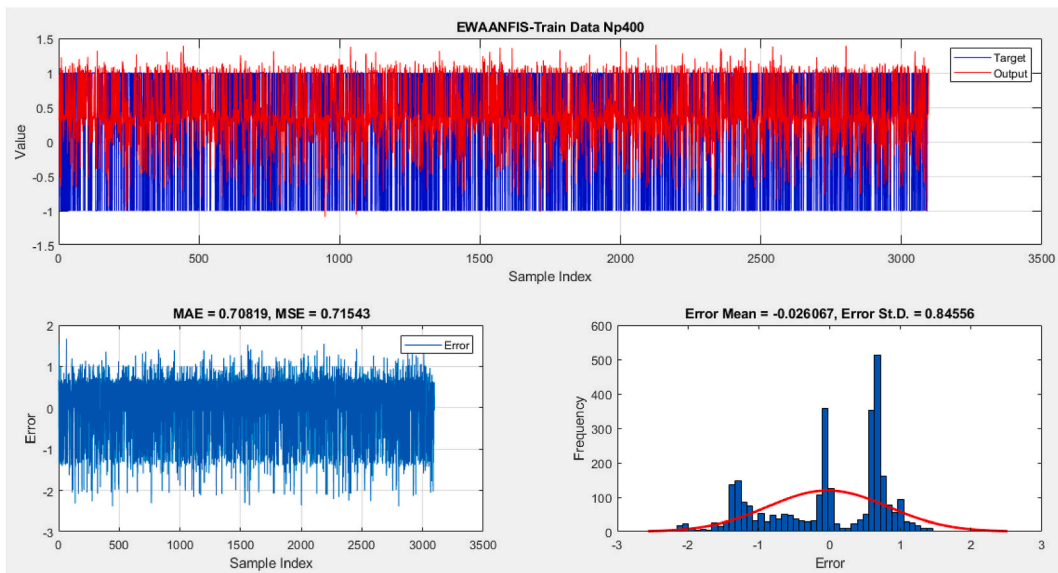 EWAANFIS-Train Data Np400
1.5
1
0.5
0
-0.5
-1
-1.5
Value
Target
Output
0 500 1000 1500 2000 2500 3000 3500
Sample Index
MAE = 0.70819, MSE = 0.71543
2
1
0
-1
-2
-3
Error
Error
0 500 1000 1500 2000 2500 3000 3500
Sample Index
Error Mean = -0.026067, Error St.D. = 0.84556
600
500
400
300
200
100
0
Frequency
-3 -2 -1 0 1 2 3
Error